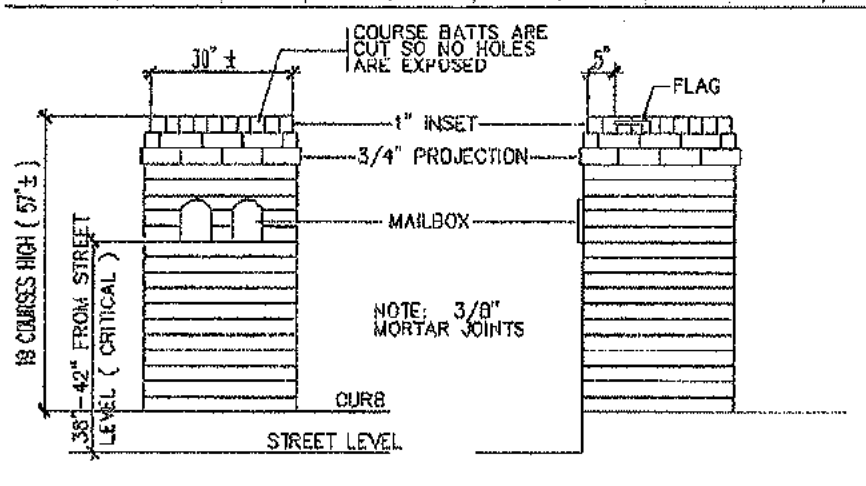 COURSE BATTS ARE
CUT SO NO HOLES
ARE EXPOSED
30" ±
5"
FLAG
1" INSET
3/4" PROJECTION
MAILBOX
18 COURSES HIGH ( 57"± )
38"-42" FROM STREET
LEVEL ( CRITICAL )
NOTE: 3/8"
MORTAR JOINTS
CURB
STREET LEVEL